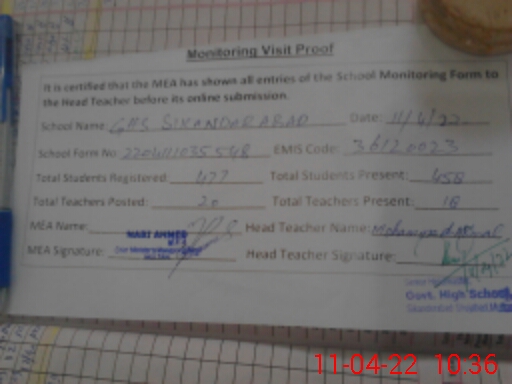 Monitoring Visit Proof
It is certified that the MEA has shown all entries of the School Monitoring Form to
the Head Teacher before its online submission.
School Name: GHS SIKANDARABAD Date: 11/4/22
School Form No: EMIS Code: 36120023
Total Students Registered: 477 Total Students Present: 458
Total Teachers Posted: 20 Total Teachers Present: 18
MEA Name: Head Teacher Name:
MEA Signature: Head Teacher Signature:
Govt. High School
11-04-22 10:36